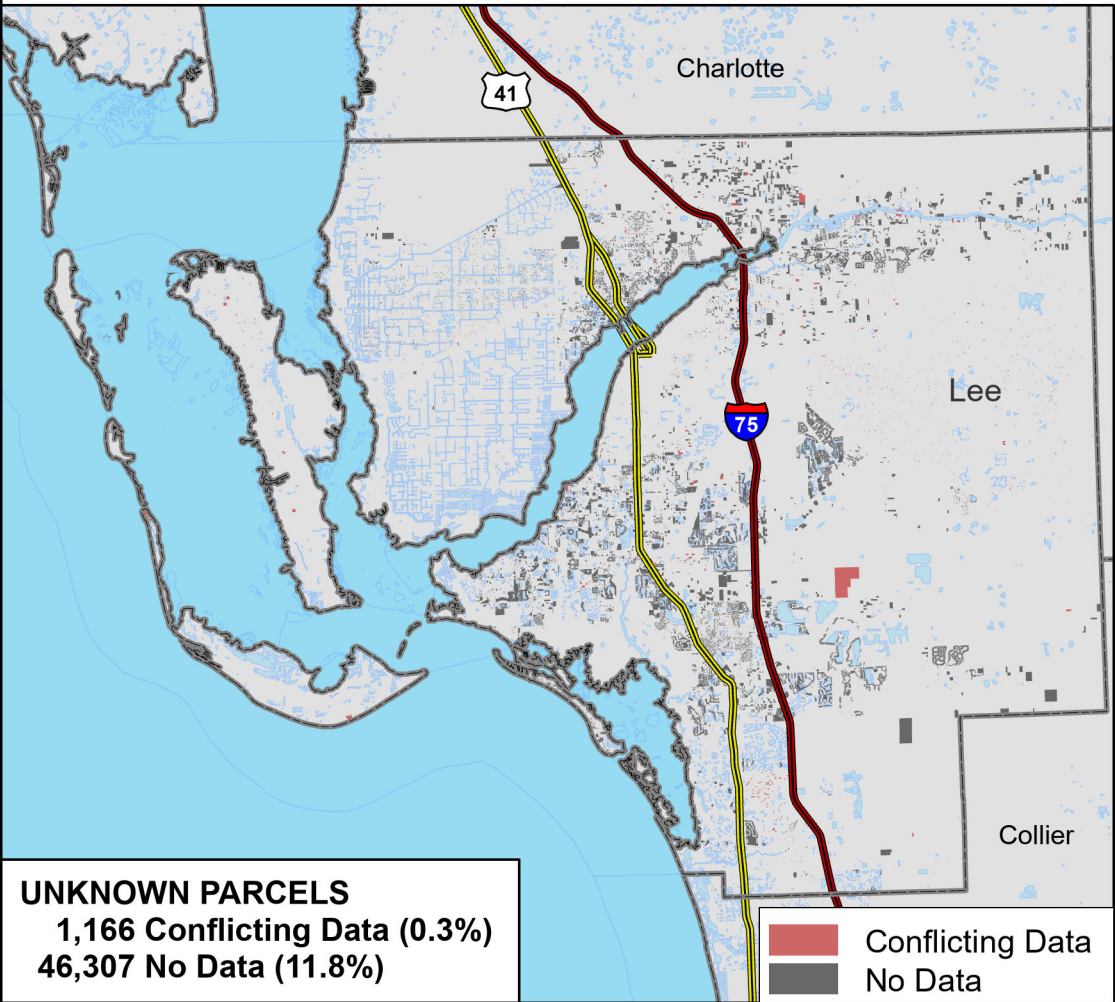 Charlotte
41
Lee
75
Collier
UNKNOWN PARCELS
1,166 Conflicting Data (0.3%)
46,307 No Data (11.8%)
Conflicting Data
No Data